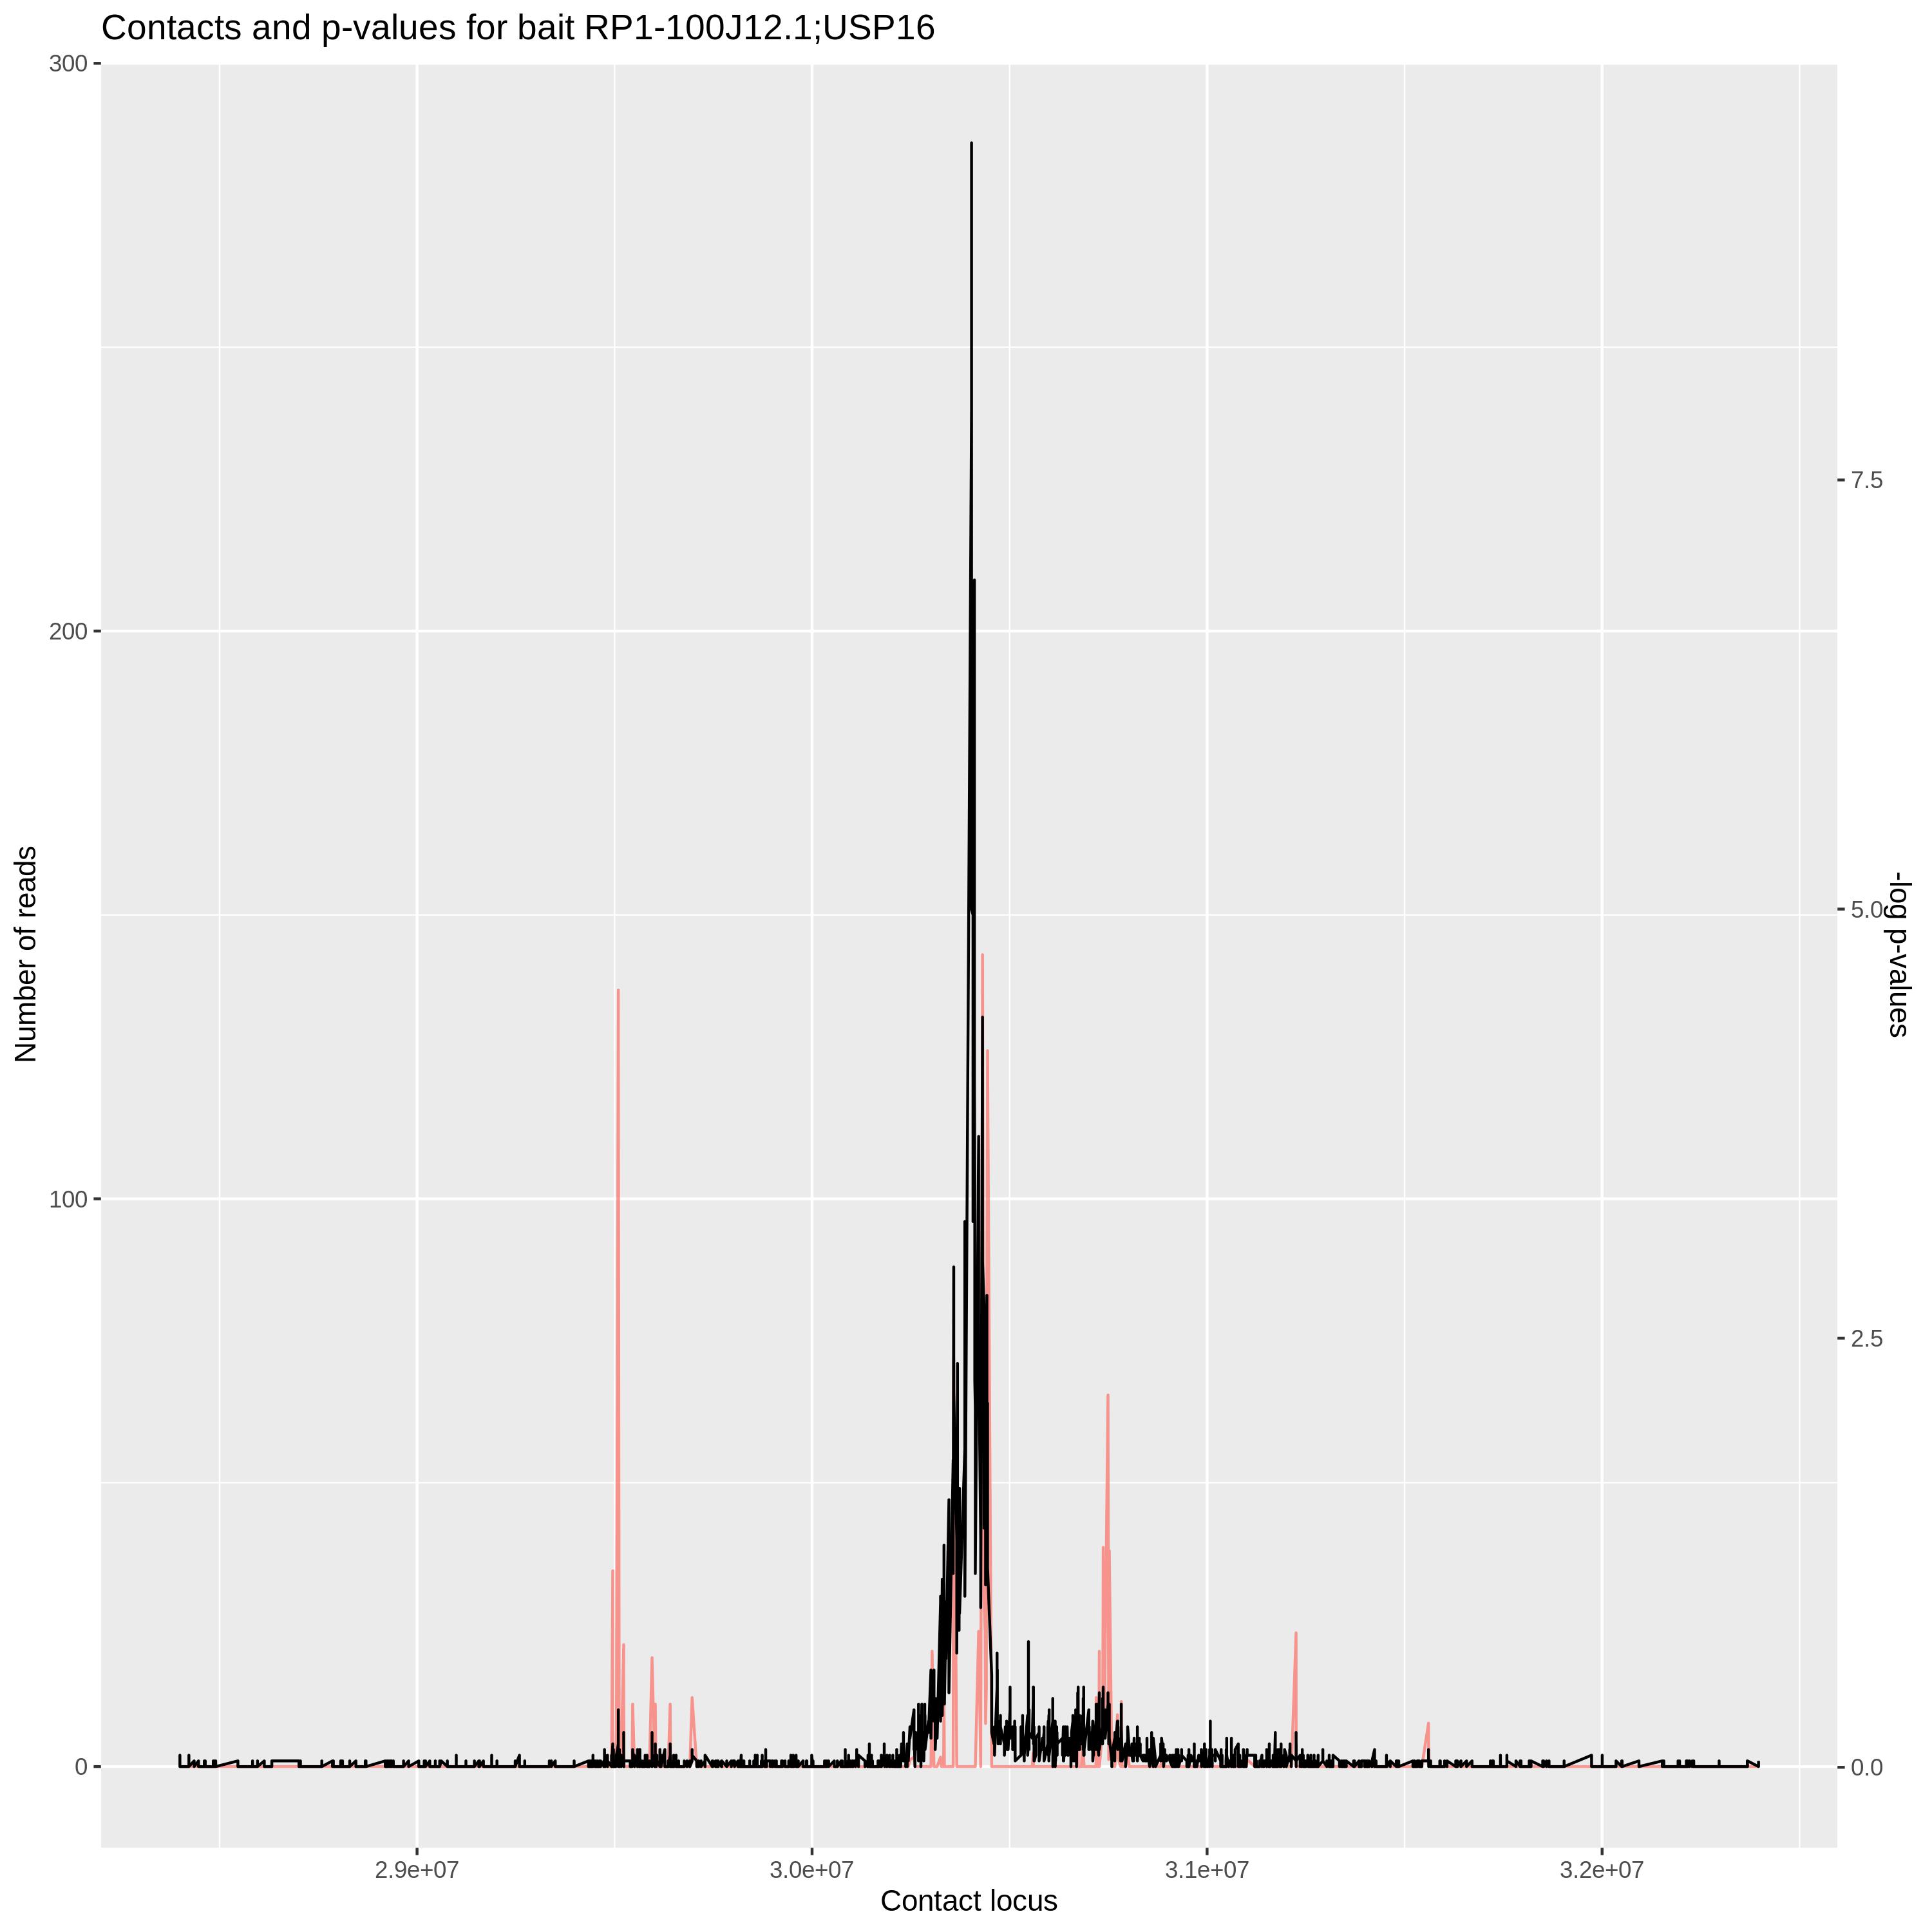 Contacts and p-values for bait RP1-100J12.1;USP16
300
200
100
0
Number of reads
7.5
5.0
2.5
0.0
-log p-values
2.9e+07
3.0e+07
3.1e+07
3.2e+07
Contact locus